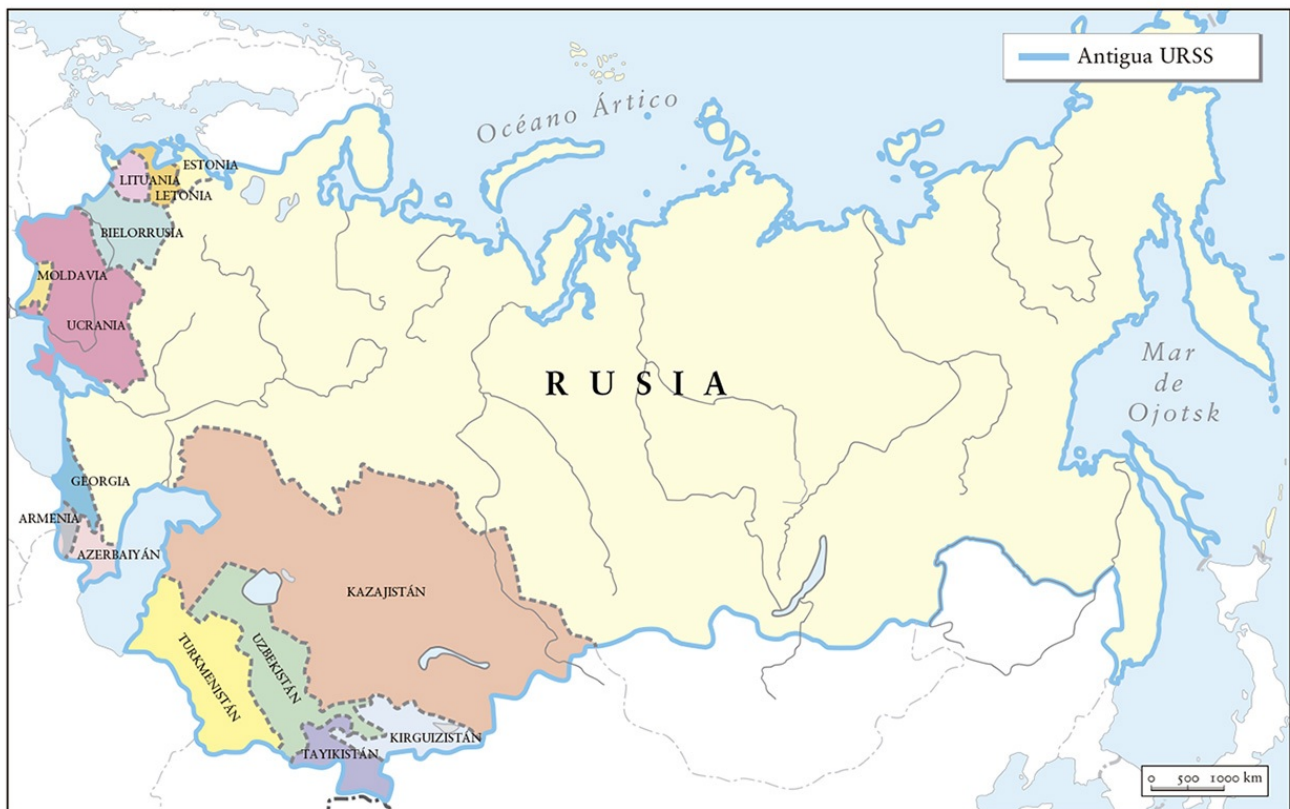 Antigua URSS
Océano Ártico
ESTONIA
LITUANIA
LETONIA
BIELORRUSIA
MOLDAVIA
UCRANIA
RUSIA
Mar
de
Ojotsk
GEORGIA
ARMENIA
AZERBAIYÁN
KAZAJISTÁN
TURKMENISTÁN
UZBEKISTÁN
KIRGUIZISTÁN
TAYIKISTÁN
0 500 1000 km